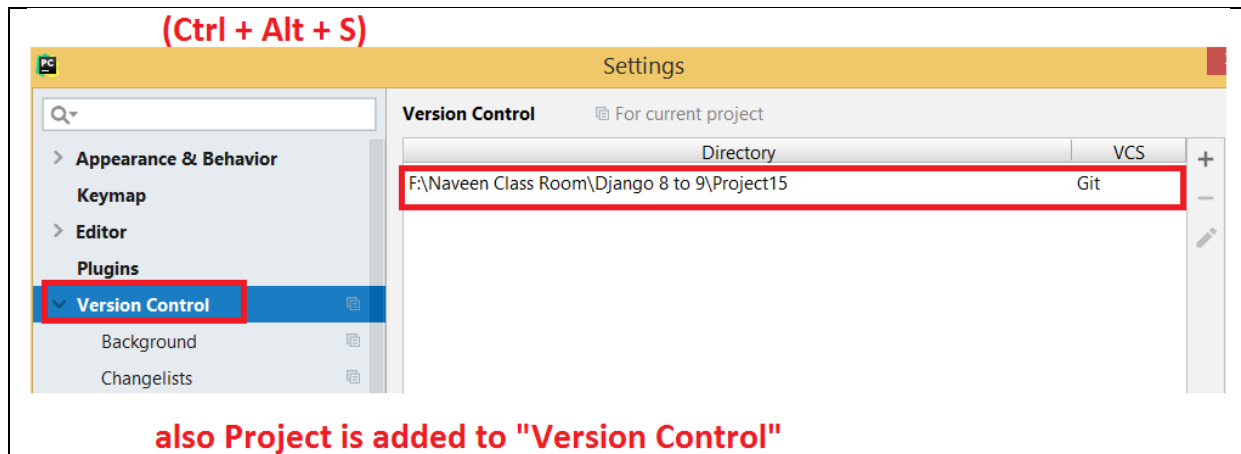 (Ctrl + Alt + S)
PC
Settings
Version Control For current project
Appearance & Behavior
Keymap
Editor
Plugins
Version Control
Background
Changelists
Directory VCS
F:\Naveen Class Room\Django 8 to 9\Project15 Git
also Project is added to "Version Control"